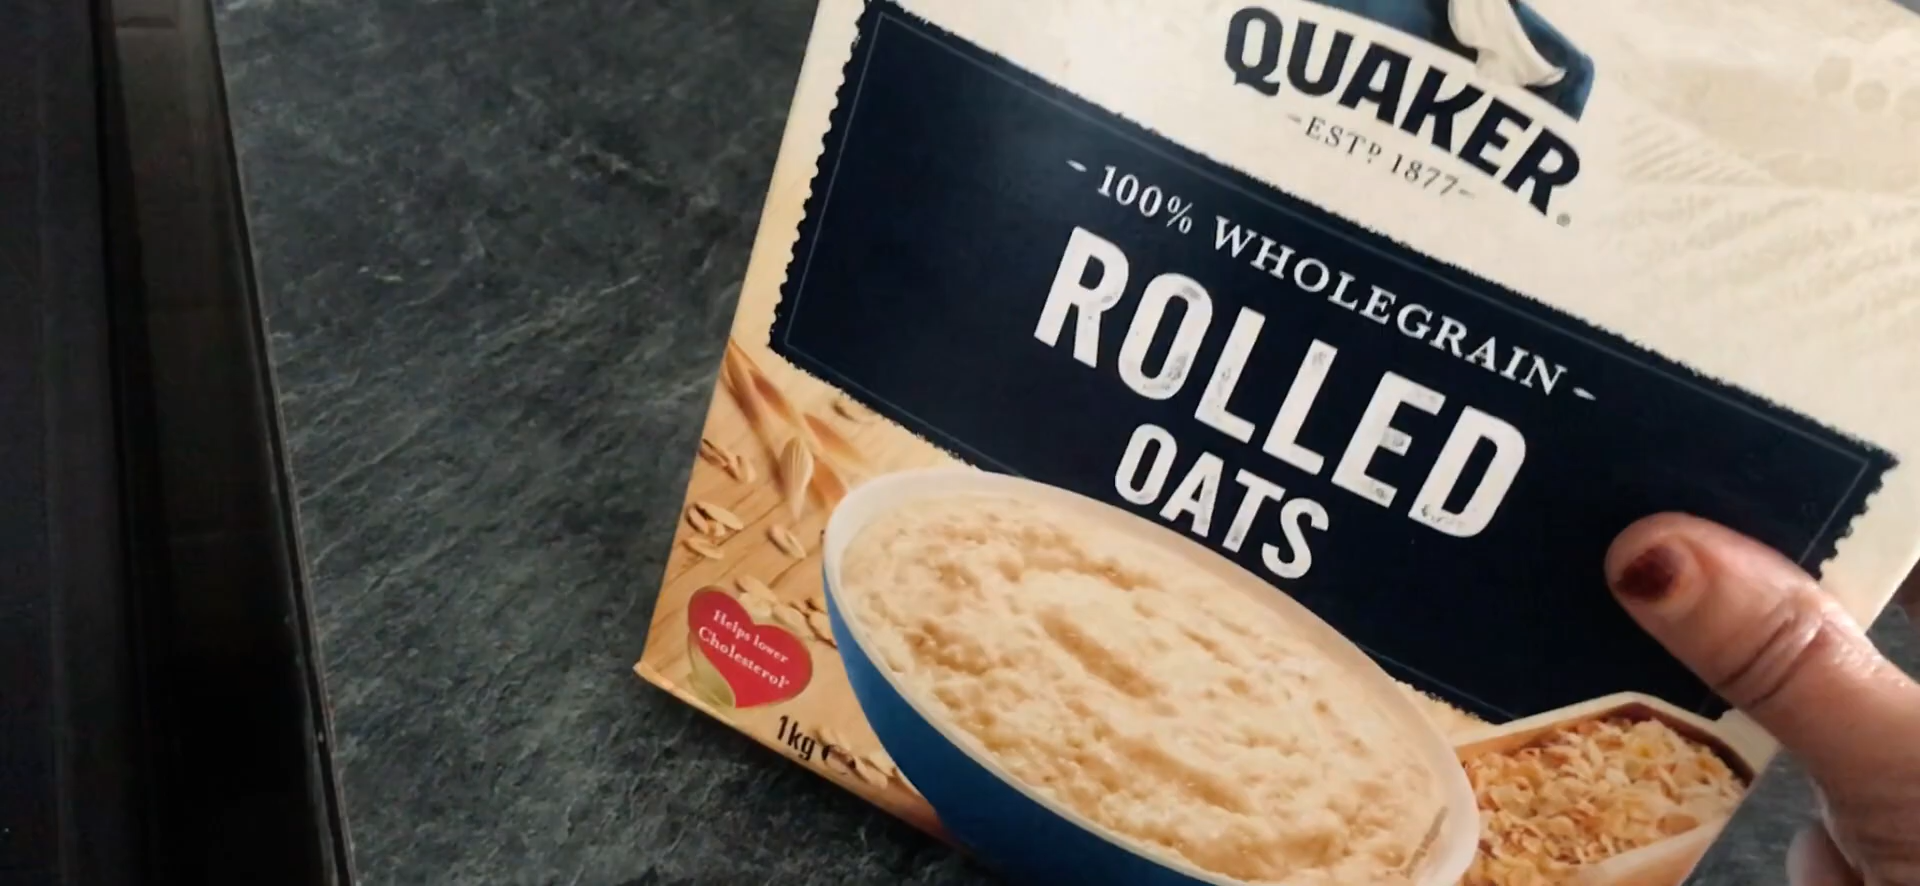 QUAKER®
-ESTᴰ 1877-
- 100% WHOLEGRAIN -
ROLLED
OATS
Helps lower
Cholesterol*
1kg e